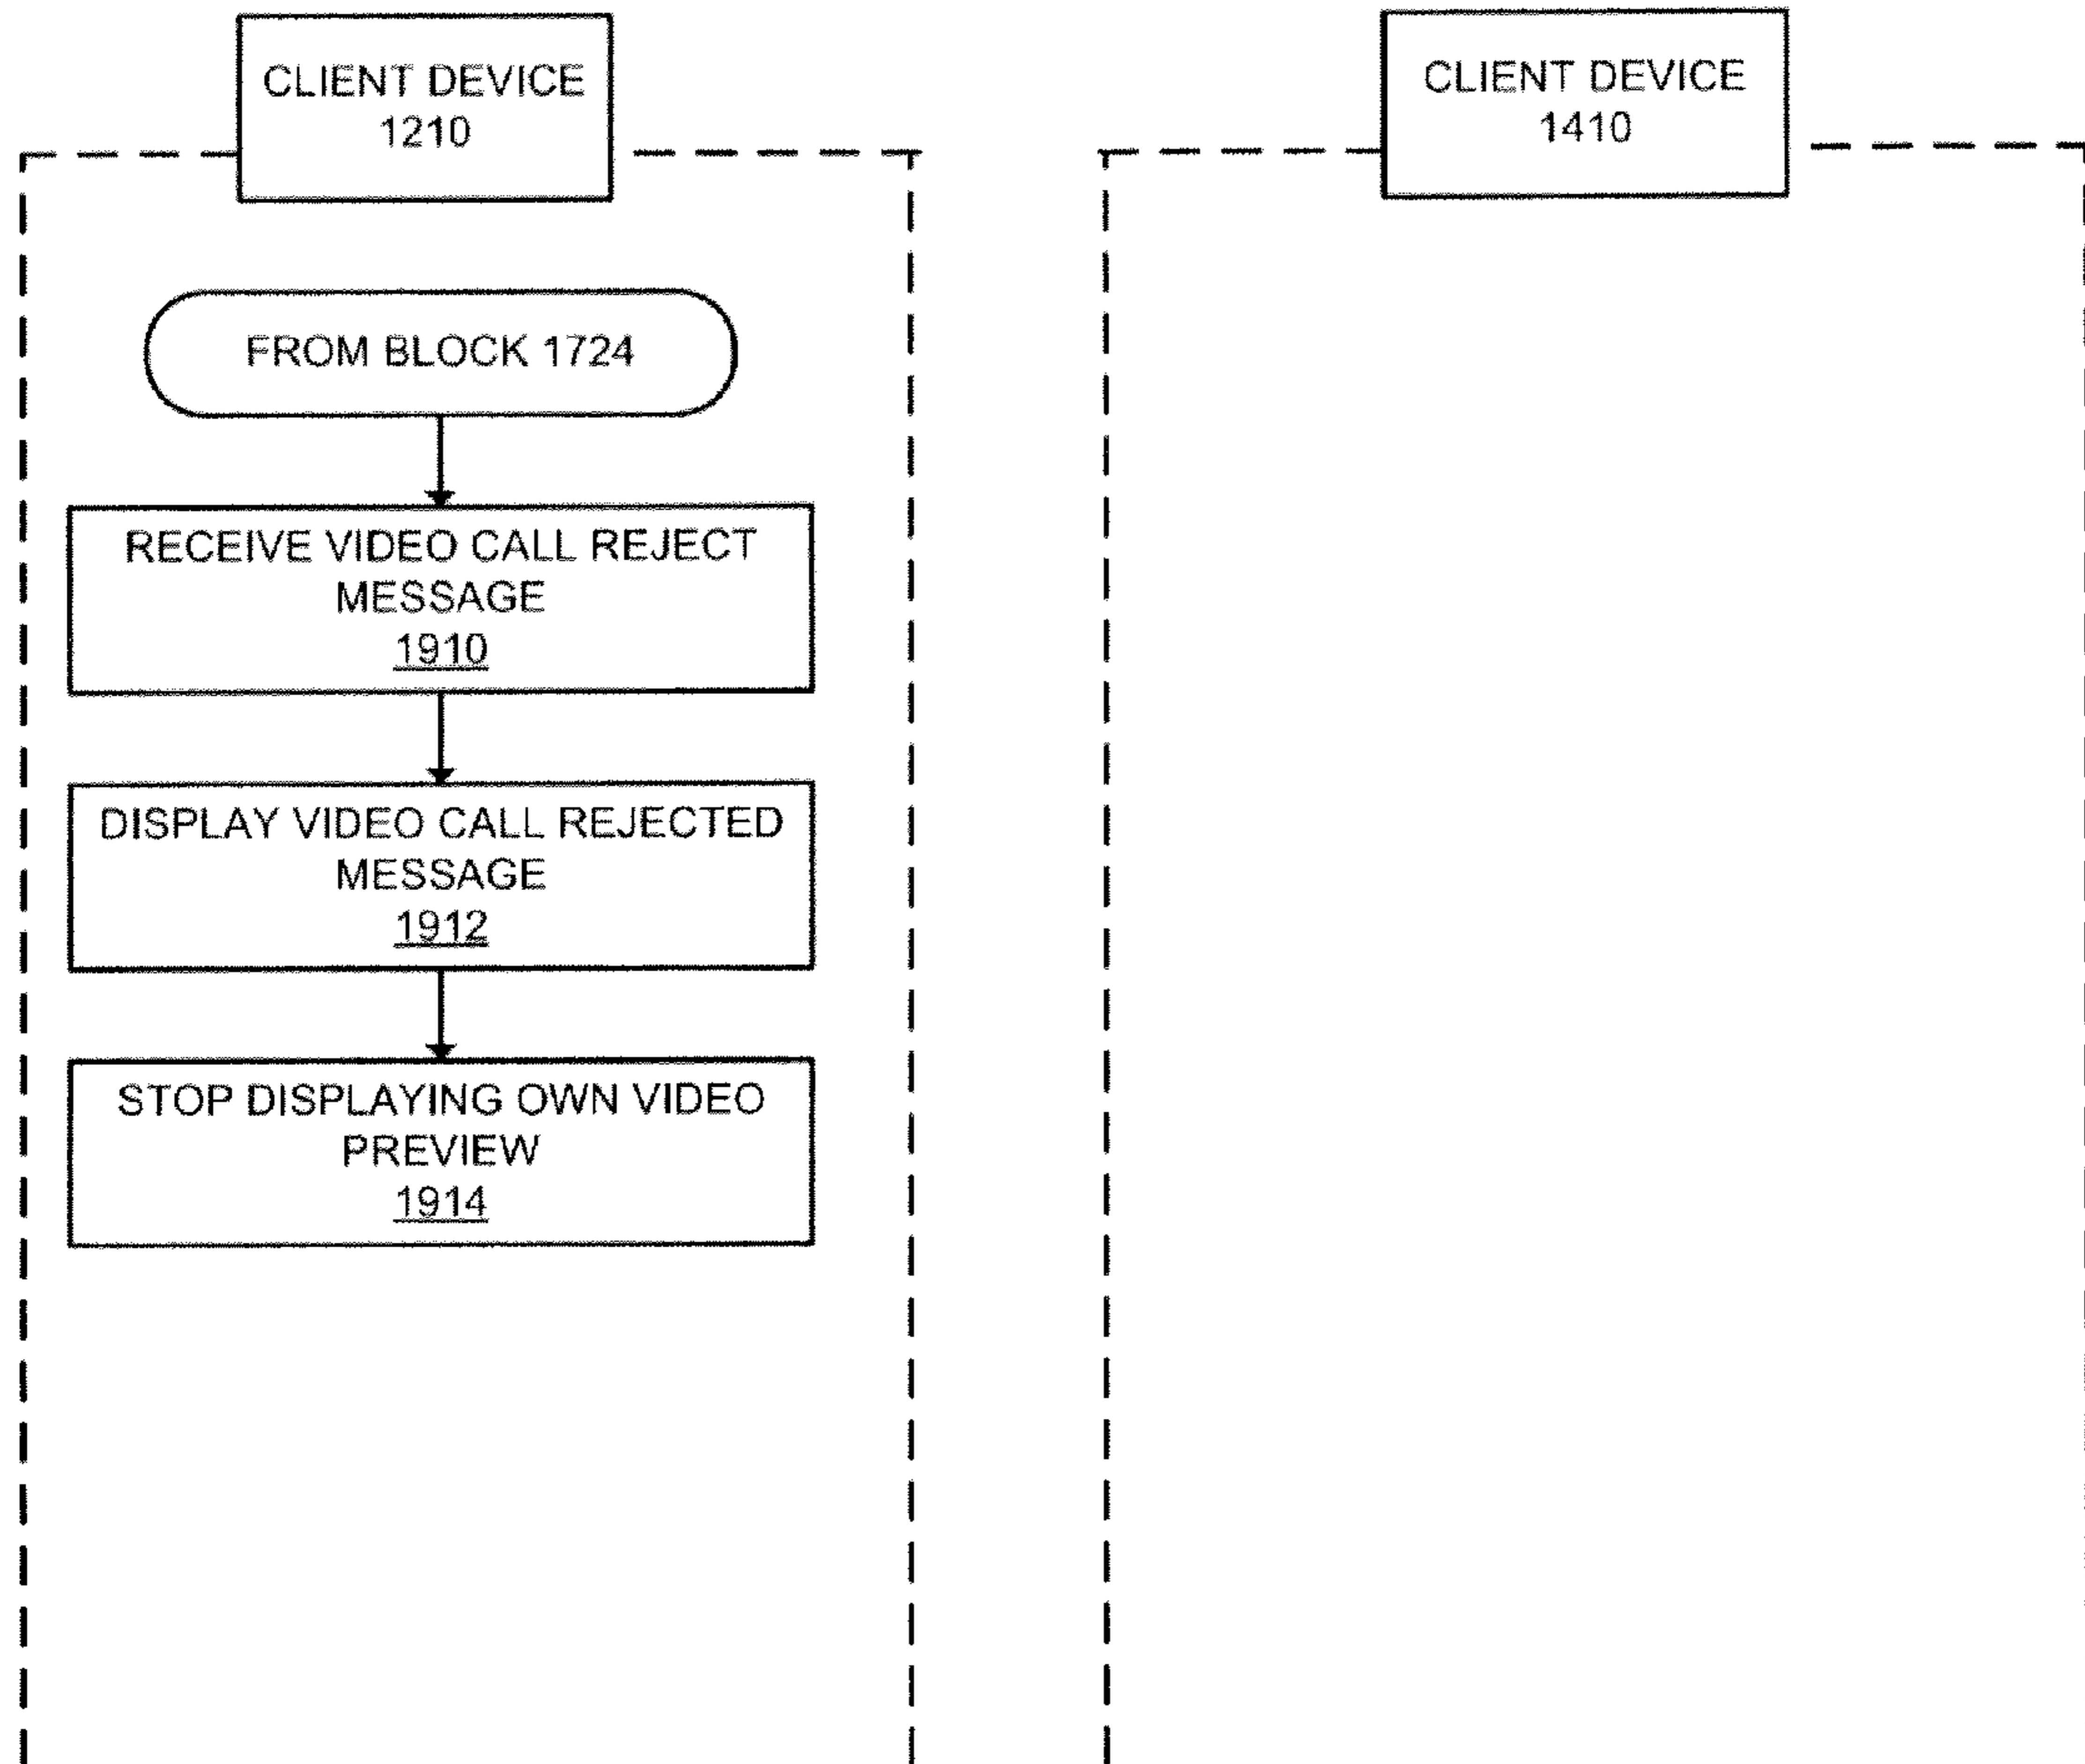 CLIENT DEVICE
1210
CLIENT DEVICE
1410
FROM BLOCK 1724
RECEIVE VIDEO CALL REJECT
MESSAGE
1910
DISPLAY VIDEO CALL REJECTED
MESSAGE
1912
STOP DISPLAYING OWN VIDEO
PREVIEW
1914